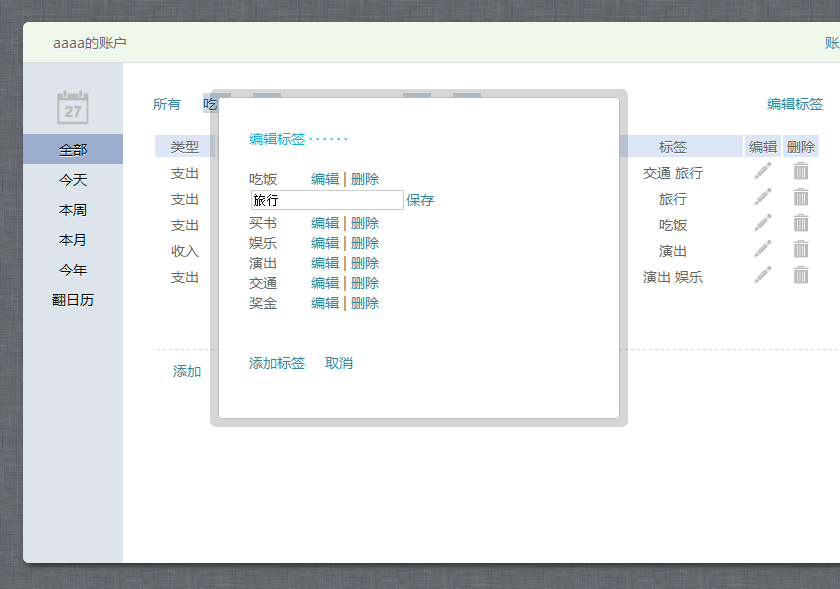 aaaa的账户
账
27
所有 吃
编辑标签
全部
今天
本周
本月
今年
翻日历
类型 标签 编辑 删除
支出 交通 旅行
支出 旅行
支出 吃饭
收入 演出
支出 演出 娱乐
添加
编辑标签 · · · · · ·
吃饭 编辑 | 删除
旅行 保存
买书 编辑 | 删除
娱乐 编辑 | 删除
演出 编辑 | 删除
交通 编辑 | 删除
奖金 编辑 | 删除
添加标签 取消